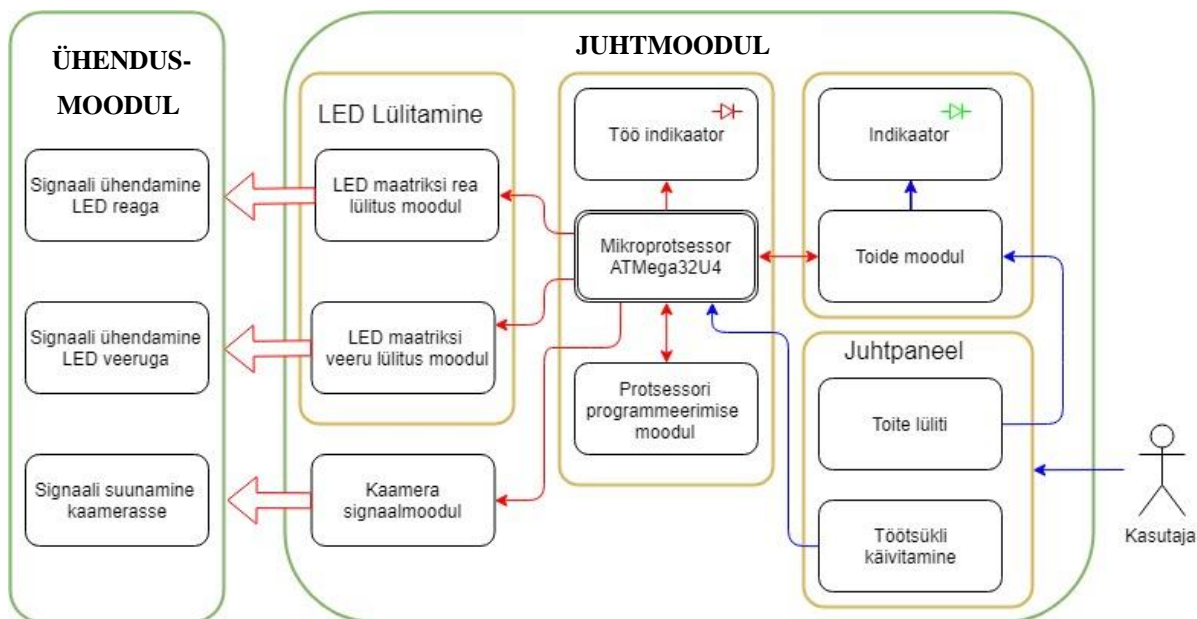 ÜHENDUS-
MOODUL
Signaali ühendamine
LED reaga
Signaali ühendamine
LED veeruga
Signaali suunamine
kaamerasse
JUHTMOODUL
LED Lülitamine
LED maatriksi rea
lülitus moodul
LED maatriksi
veeru lülitus moodul
Kaamera
signaalmoodul
Töö indikaator
Mikroprotsessor
ATMega32U4
Protsessori
programmeerimise
moodul
Indikaator
Toide moodul
Juhtpaneel
Toite lüliti
Töötsükli
käivitamine
Kasutaja